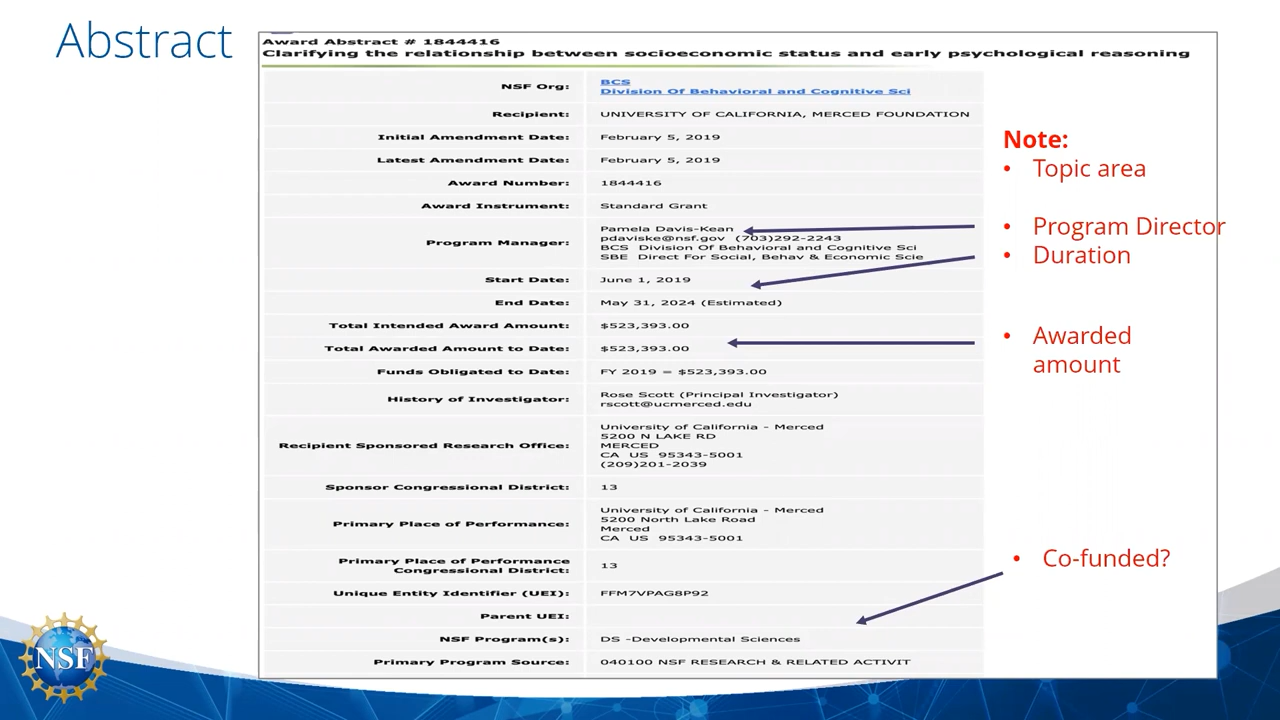 Abstract
Award Abstract # 1844416
Clarifying the relationship between socioeconomic status and early psychological reasoning
NSF Org: BCS
Division Of Behavioral and Cognitive Sci
Recipient: UNIVERSITY OF CALIFORNIA, MERCED FOUNDATION
Initial Amendment Date: February 5, 2019
Latest Amendment Date: February 5, 2019
Award Number: 1844416
Award Instrument: Standard Grant
Program Manager: Pamela Davis-Kean
pdaviske@nsf.gov (703)292-2243
BCS Division Of Behavioral and Cognitive Sci
SBE Direct For Social, Behav & Economic Scie
Start Date: June 1, 2019
End Date: May 31, 2024 (Estimated)
Total Intended Award Amount: $523,393.00
Total Awarded Amount to Date: $523,393.00
Funds Obligated to Date: FY 2019 = $523,393.00
History of Investigator: Rose Scott (Principal Investigator)
rscott@ucmerced.edu
Recipient Sponsored Research Office: University of California - Merced
5200 N LAKE RD
MERCED
CA US 95343-5001
(209)201-2039
Sponsor Congressional District: 13
Primary Place of Performance: University of California - Merced
5200 North Lake Road
Merced
CA US 95343-5001
Primary Place of Performance
Congressional District: 13
Unique Entity Identifier (UEI): FFM7VPAG8P92
Parent UEI:
NSF Program(s): DS -Developmental Sciences
Primary Program Source: 040100 NSF RESEARCH & RELATED ACTIVIT
Note:
• Topic area
• Program Director
• Duration
• Awarded
amount
• Co-funded?
NSF